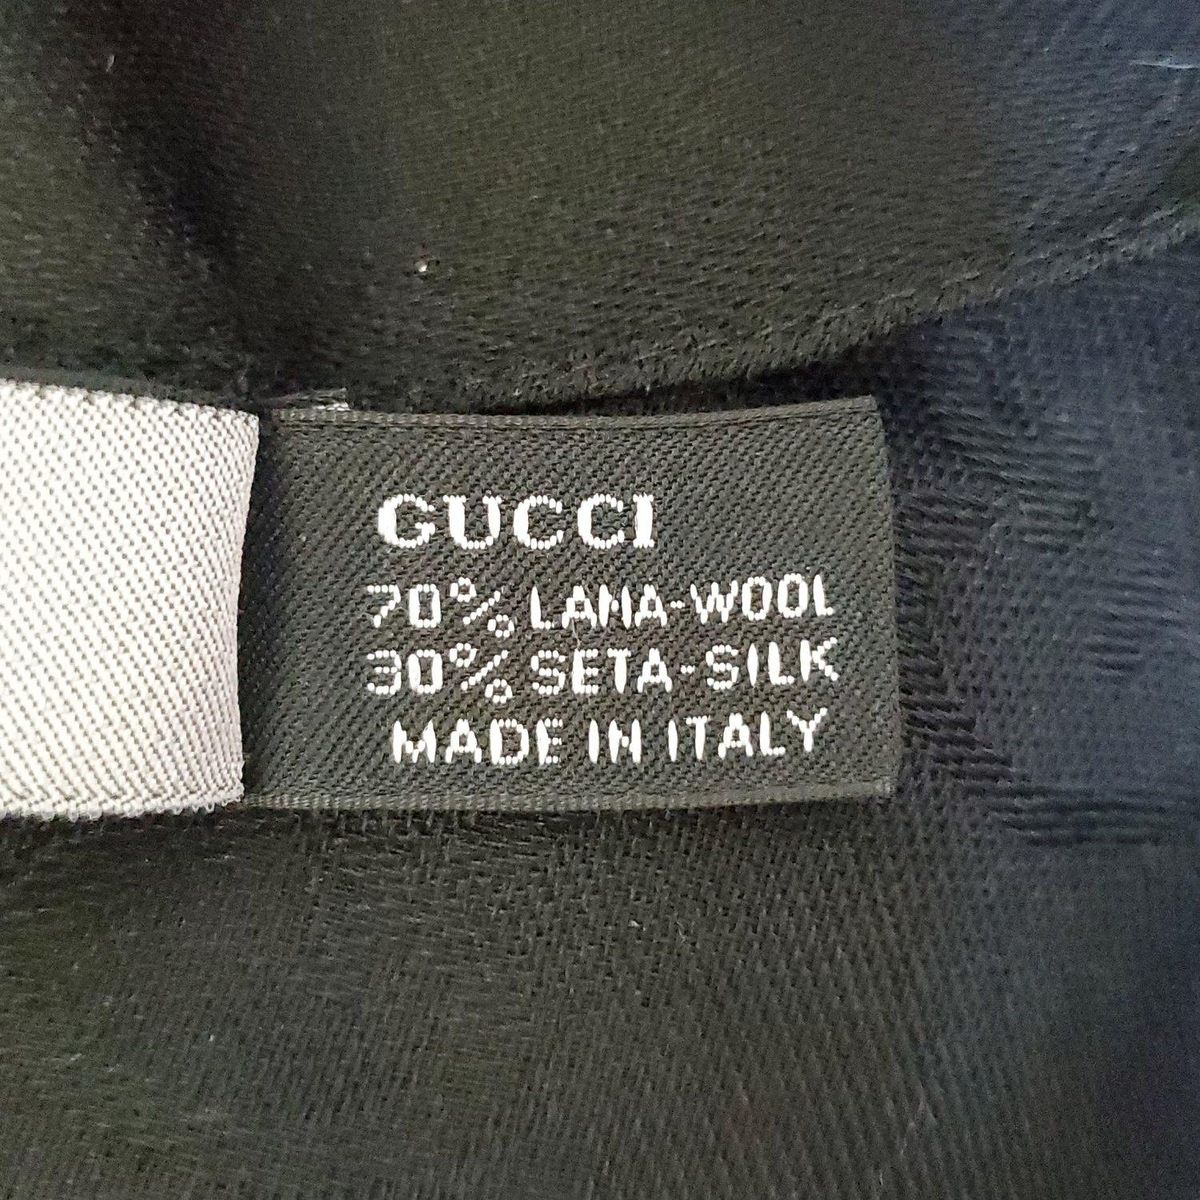 GUCCI
70% LANA-WOOL
30% SETA-SILK
MADE IN ITALY